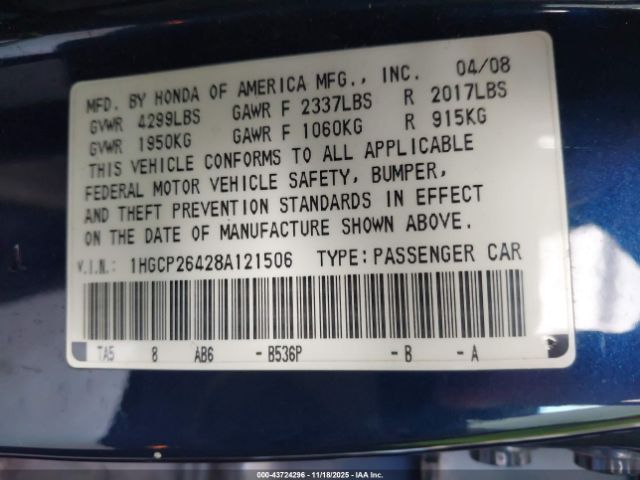 MFD. BY HONDA OF AMERICA MFG., INC. 04/08
GVWR 4299LBS GAWR F 2337LBS R 2017LBS
GVWR 1950KG GAWR F 1060KG R 915KG
THIS VEHICLE CONFORMS TO ALL APPLICABLE
FEDERAL MOTOR VEHICLE SAFETY, BUMPER,
AND THEFT PREVENTION STANDARDS IN EFFECT
ON THE DATE OF MANUFACTURE SHOWN ABOVE.
V.I.N.: 1HGCP26428A121506 TYPE:PASSENGER CAR
TA5 8 AB6 -B536P -B -A
000-43724296 - 11/18/2025 - IAA Inc.